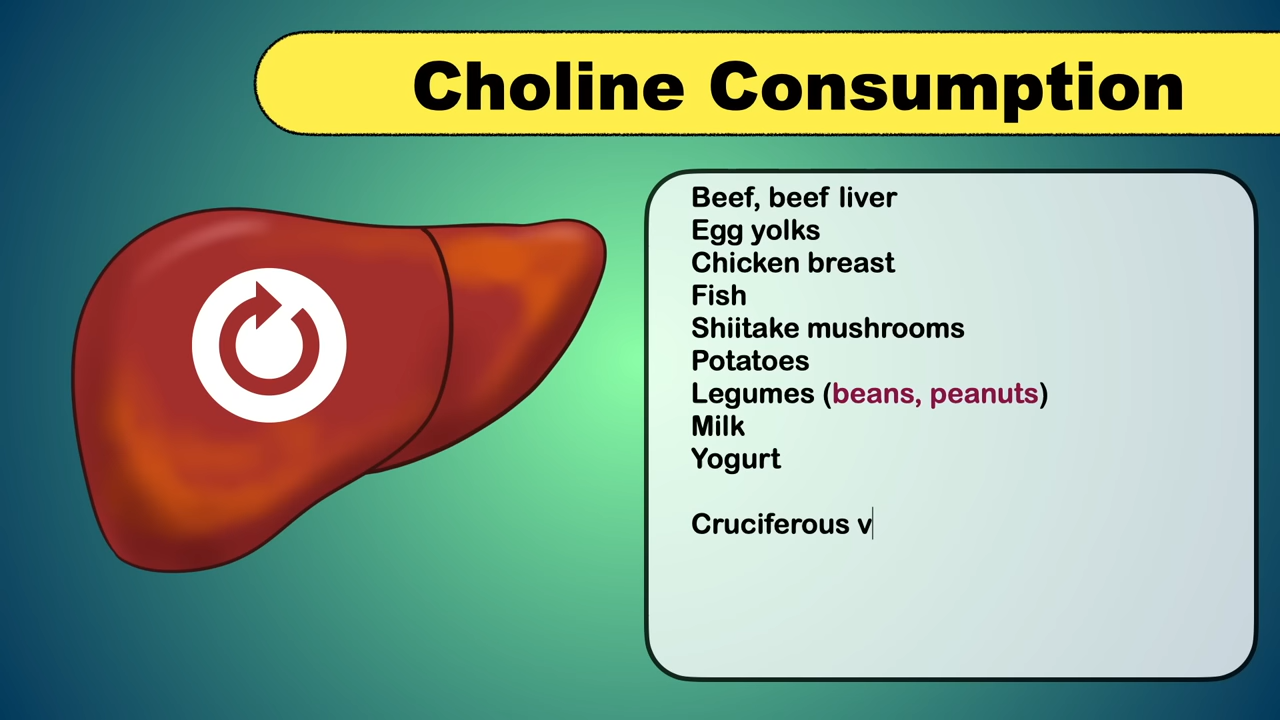 Choline Consumption
Beef, beef liver
Egg yolks
Chicken breast
Fish
Shiitake mushrooms
Potatoes
Legumes (beans, peanuts)
Milk
Yogurt
Cruciferous v